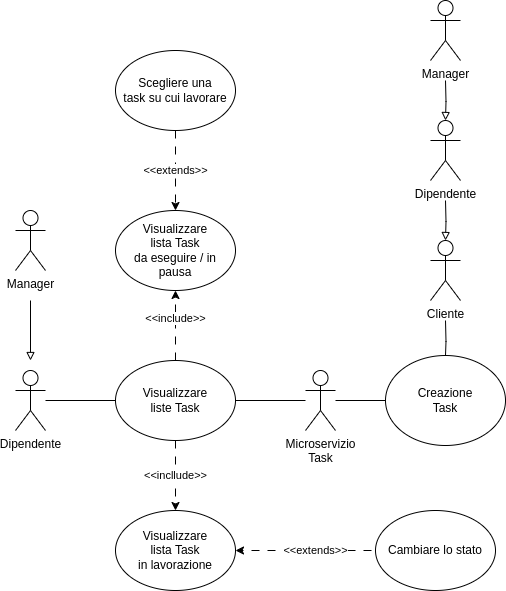 Manager
Scegliere una
task su cui lavorare
<<extends>>
Dipendente
Visualizzare
lista Task
da eseguire / in
pausa
Manager
Cliente
<<include>>
Visualizzare
liste Task
Creazione
Task
Dipendente
Microservizio
Task
<<incllude>>
Visualizzare
lista Task
in lavorazione
<<extends>>
Cambiare lo stato